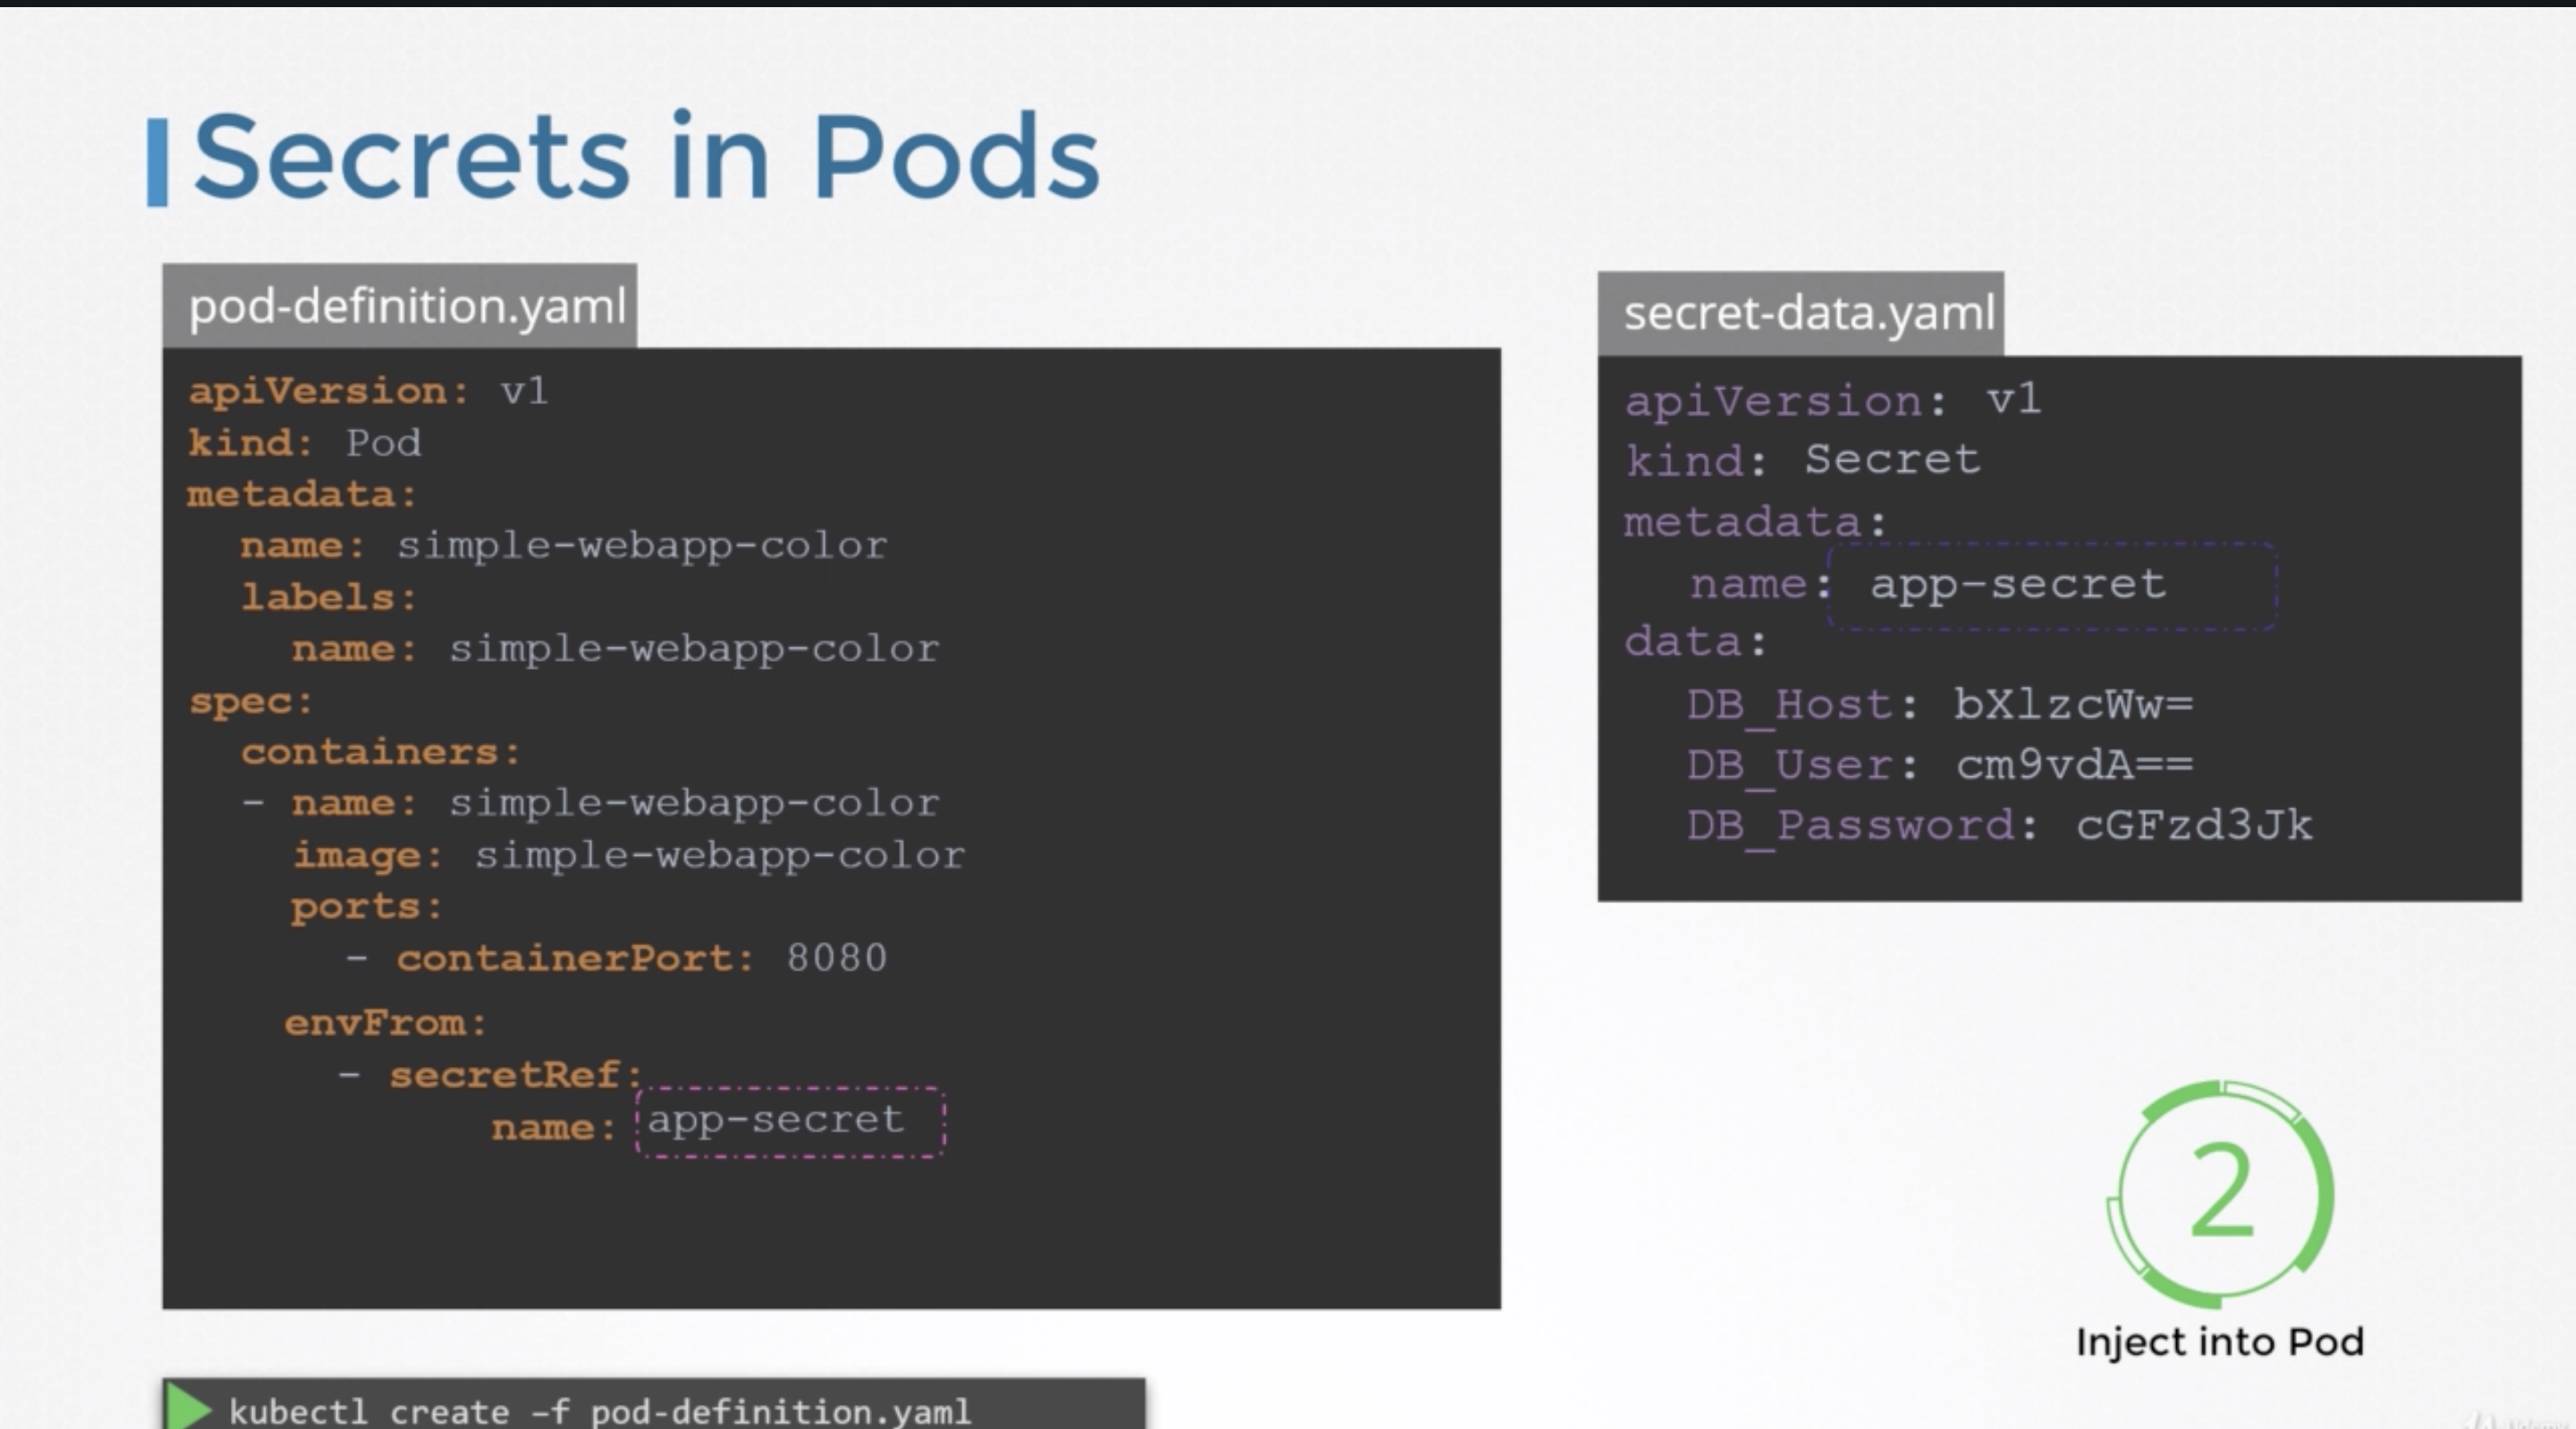 Secrets in Pods
pod-definition.yaml
apiVersion: v1
kind: Pod
metadata:
name: simple-webapp-color
labels:
name: simple-webapp-color
spec:
containers:
- name: simple-webapp-color
image: simple-webapp-color
ports:
- containerPort: 8080
envFrom:
- secretRef:
name: app-secret
kubectl create –f pod-definition.yaml
secret-data.yaml
apiVersion: v1
kind: Secret
metadata:
name: app-secret
data:
DB_Host: bXlzcWw=
DB_User: cm9vdA==
DB_Password: cGFzd3Jk
2
Inject into Pod